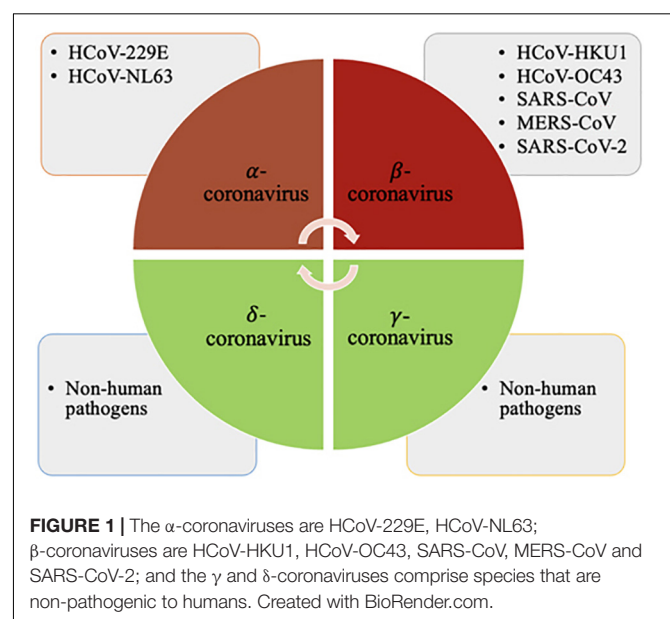 • HCoV-229E
• HCoV-NL63
• HCoV-HKU1
• HCoV-OC43
• SARS-CoV
• MERS-CoV
• SARS-CoV-2
α-
coronavirus
β-
coronavirus
δ-
coronavirus
γ-
coronavirus
• Non-human
pathogens
• Non-human
pathogens
FIGURE 1 | The α-coronaviruses are HCoV-229E, HCoV-NL63;
β-coronaviruses are HCoV-HKU1, HCoV-OC43, SARS-CoV, MERS-CoV and
SARS-CoV-2; and the γ and δ-coronaviruses comprise species that are
non-pathogenic to humans. Created with BioRender.com.